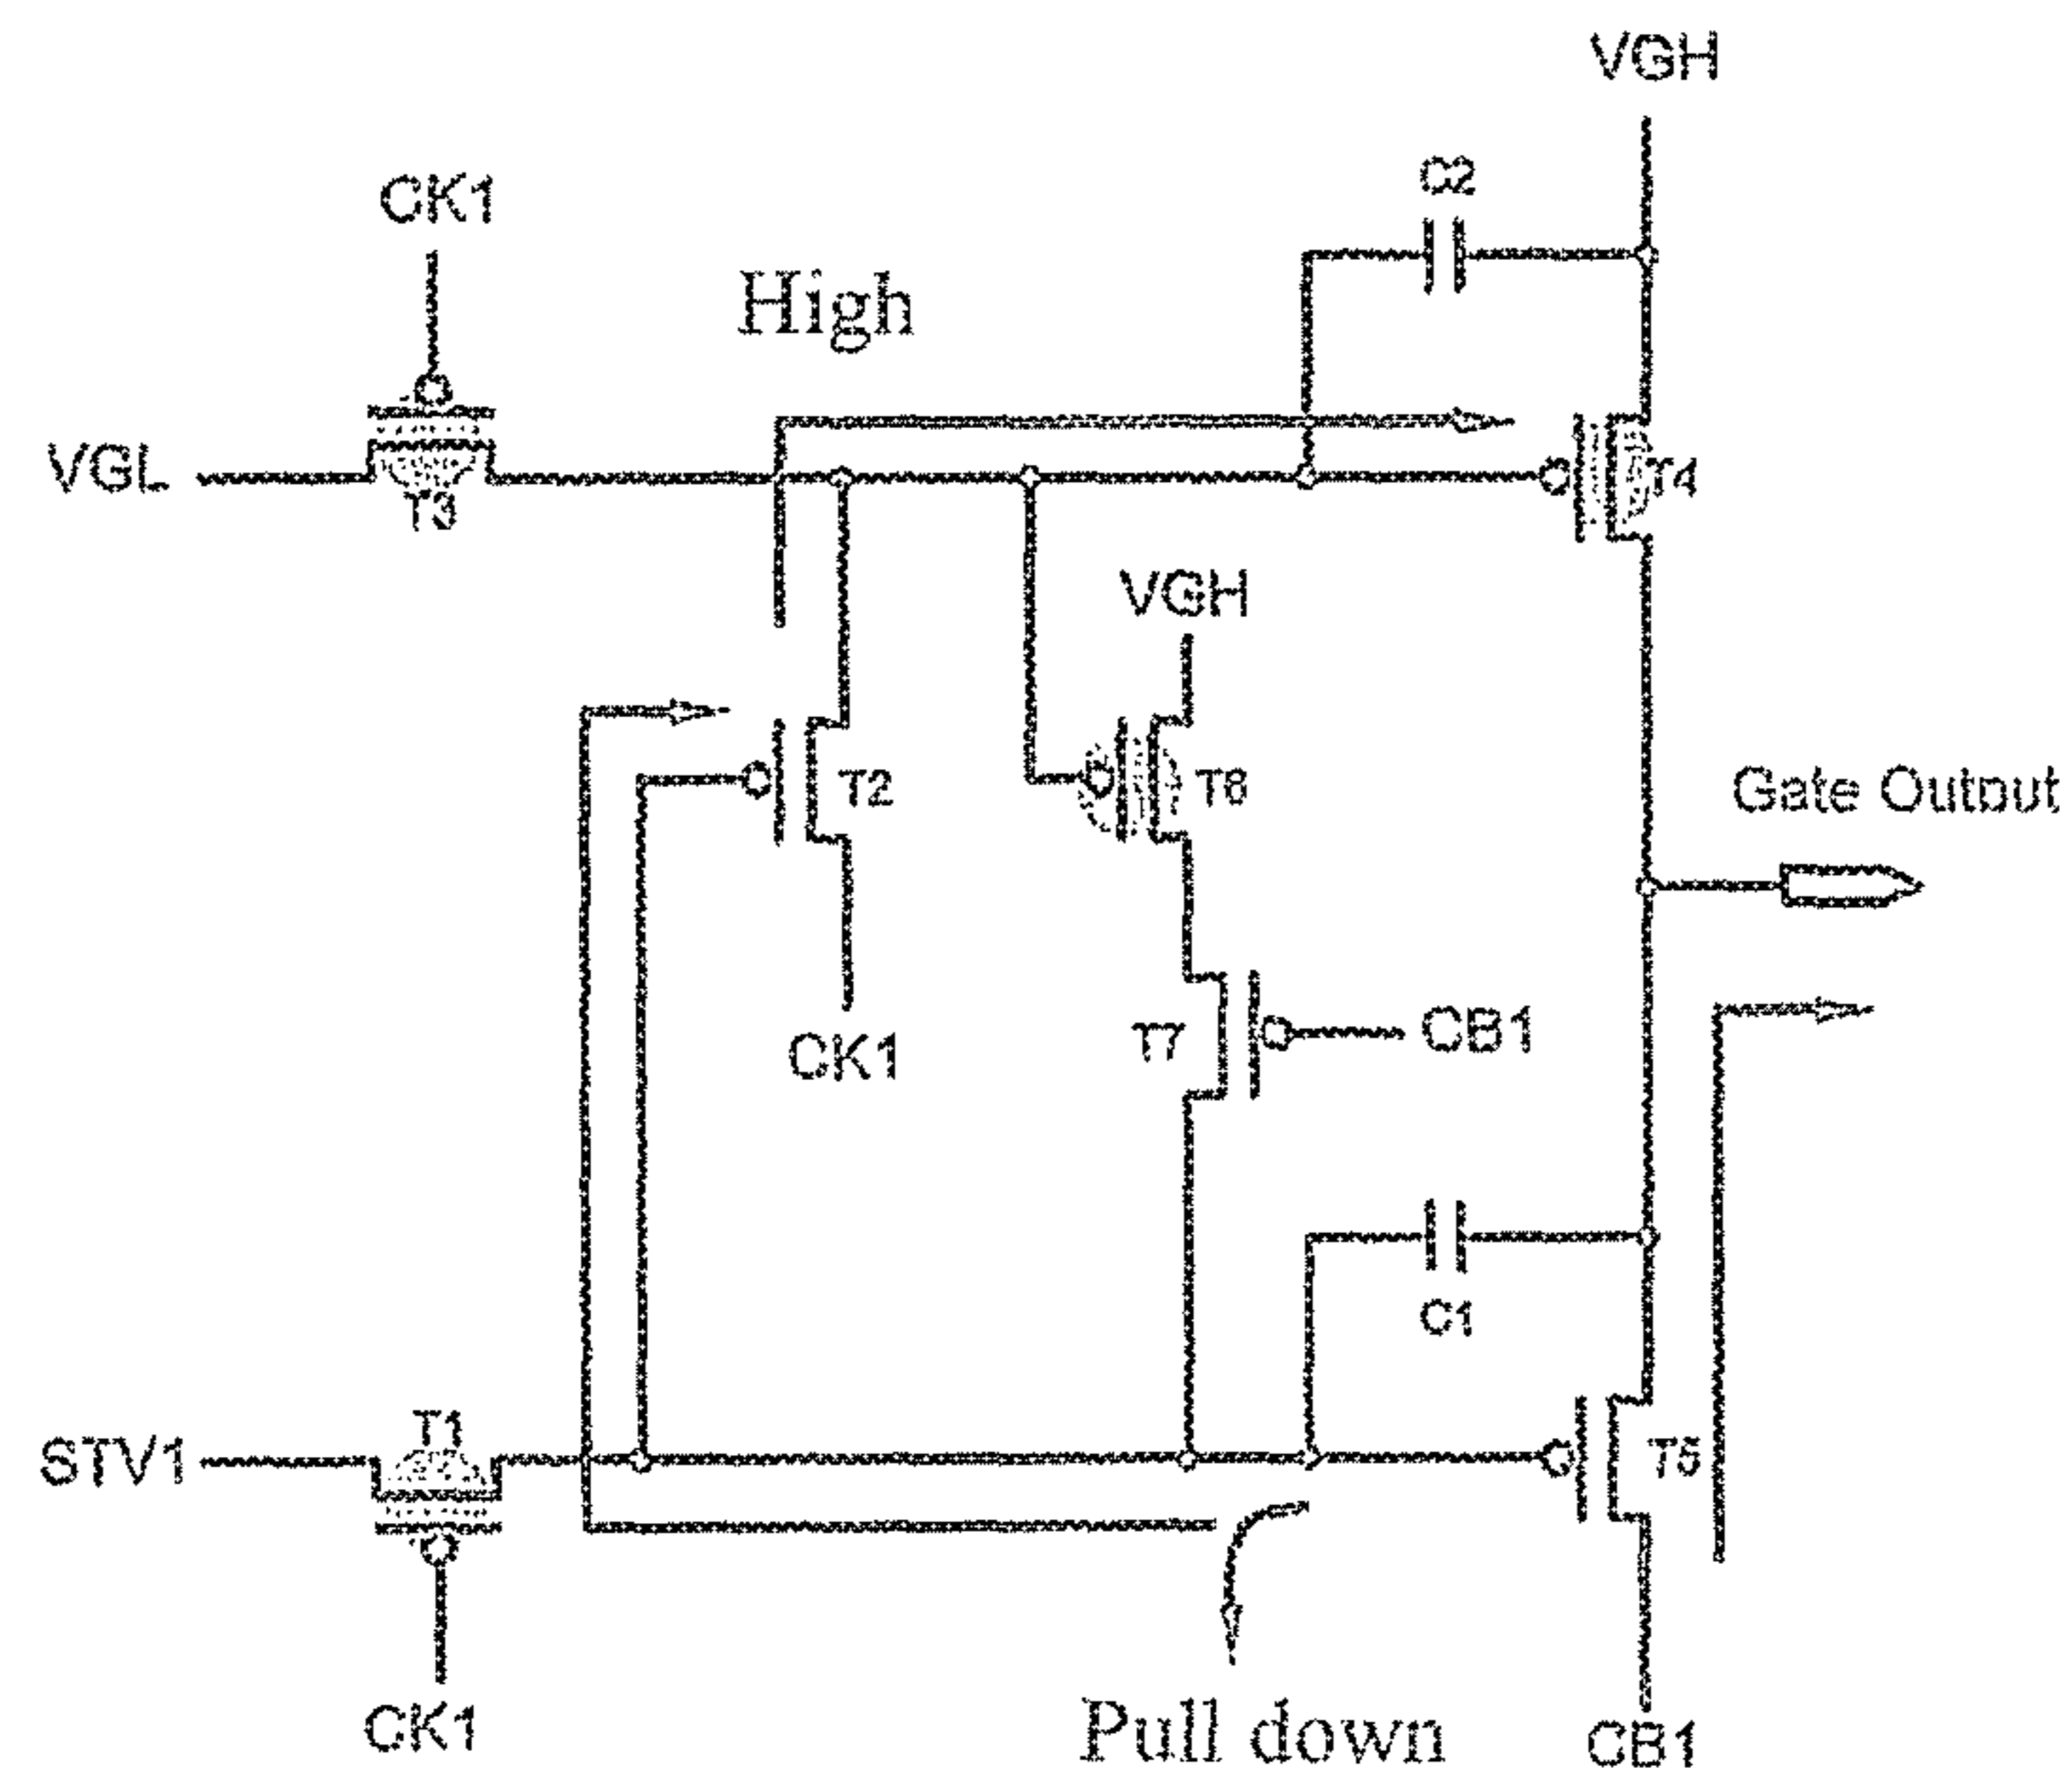 VGH
C2
CK1
High
VGL
T3
T4
VGH
T2
T6
Gate Output
CK1
T7
CB1
C1
T1
STV1
T5
CK1
Pull down
CB1